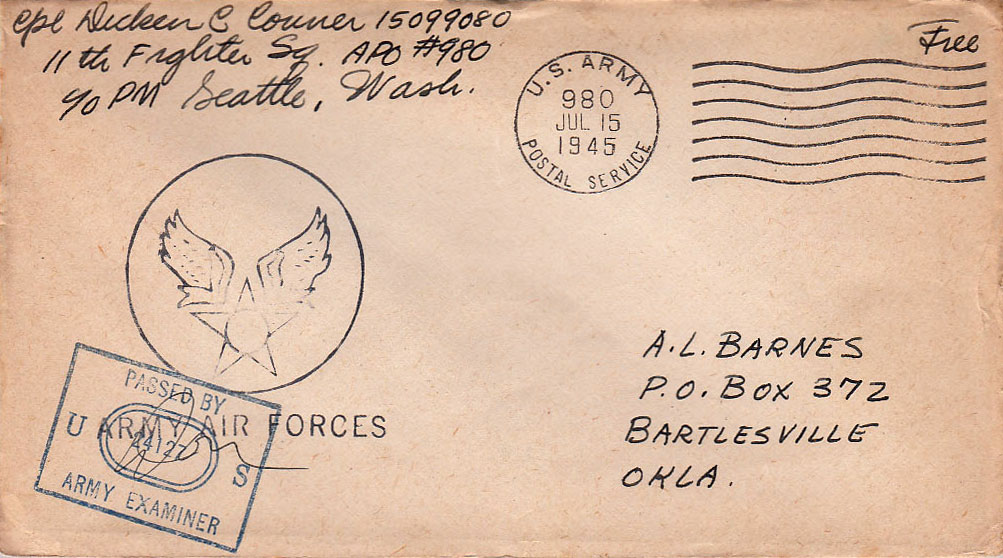 Cpl Dicken C Conner 15099080
11th Fighter Sq. APO #980
c/o PM Seattle, Wash.
Free
U.S. ARMY
980
JUL 15
1945
POSTAL SERVICE
ARMY AIR FORCES
PASSED BY
U S
ARMY EXAMINER
A.L. BARNES
P.O. BOX 372
BARTLESVILLE
OKLA.